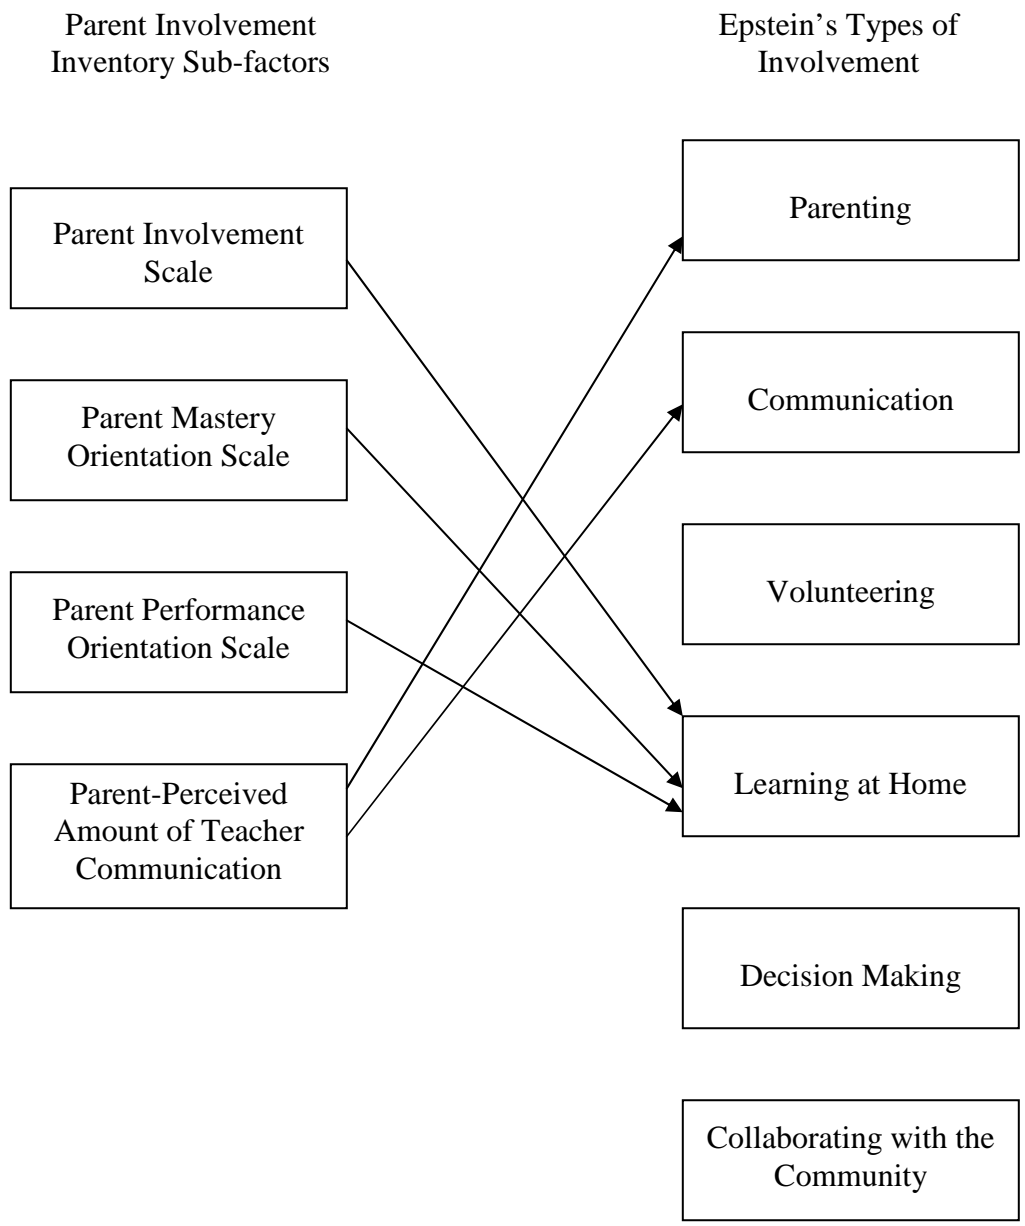 Parent Involvement
Inventory Sub-factors
Epstein’s Types of
Involvement
Parent Involvement
Scale
Parent Mastery
Orientation Scale
Parent Performance
Orientation Scale
Parent-Perceived
Amount of Teacher
Communication
Parenting
Communication
Volunteering
Learning at Home
Decision Making
Collaborating with the
Community